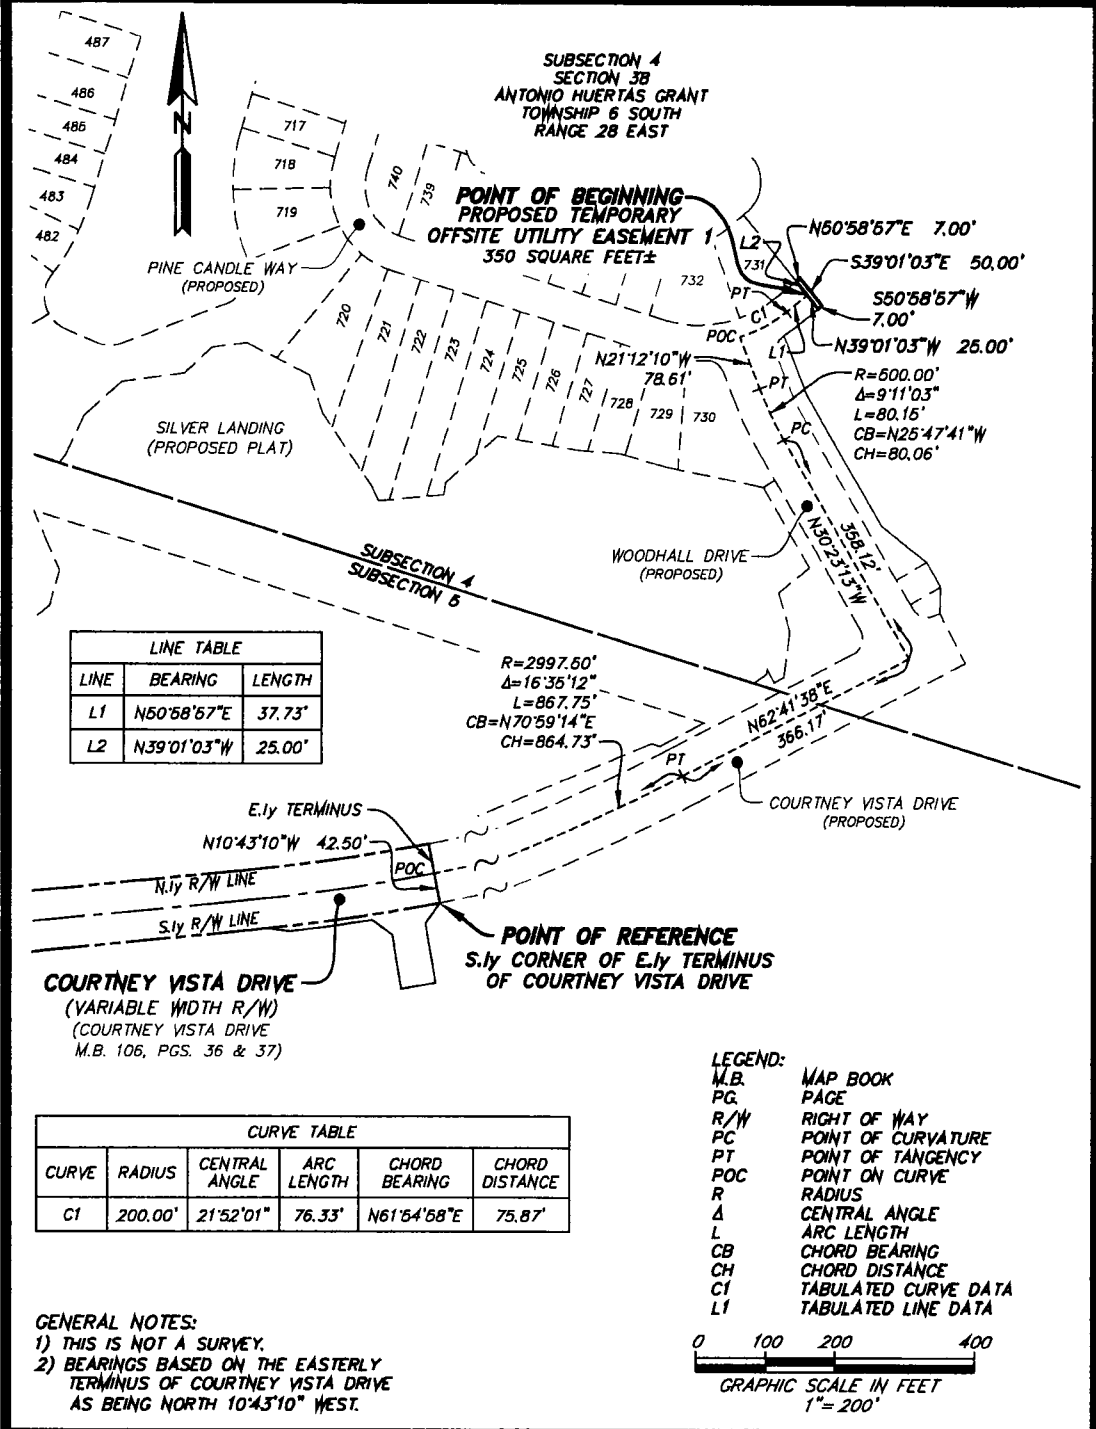 487
486
485
484
483
482
N
717
718
719
740
739
SUBSECTION 4
SECTION 38
ANTONIO HUERTAS GRANT
TOWNSHIP 6 SOUTH
RANGE 28 EAST
POINT OF BEGINNING
PROPOSED TEMPORARY
OFFSITE UTILITY EASEMENT 1
350 SQUARE FEET±
PINE CANDLE WAY
(PROPOSED)
732
731
L2
N50°58'57"E 7.00'
S39°01'03"E 50.00'
S50°58'57"W
7.00'
N39°01'03"W 25.00'
PT
C1
POC
L1
720
721
722
723
724
725
726
727
728
729
730
N21°12'10"W
78.61'
PT
R=500.00'
Δ=9°11'03"
L=80.15'
CB=N25°47'41"W
CH=80.06'
PC
SILVER LANDING
(PROPOSED PLAT)
WOODHALL DRIVE
(PROPOSED)
358.12'
N30°23'13"W
SUBSECTION 4
SUBSECTION 5
LINE TABLE
LINE BEARING LENGTH
L1 N50°58'57"E 37.73'
L2 N39°01'03"W 25.00'
R=2997.50'
Δ=16°35'12"
L=867.75'
CB=N70°59'14"E
CH=864.73'
N62°41'38"E
366.17'
PT
COURTNEY VISTA DRIVE
(PROPOSED)
E.ly TERMINUS
N10°43'10"W 42.50'
POC
N.ly R/W LINE
S.ly R/W LINE
POINT OF REFERENCE
S.ly CORNER OF E.ly TERMINUS
OF COURTNEY VISTA DRIVE
COURTNEY VISTA DRIVE
(VARIABLE WIDTH R/W)
(COURTNEY VISTA DRIVE
M.B. 106, PGS. 36 & 37)
CURVE TABLE
CURVE RADIUS CENTRAL ANGLE ARC LENGTH CHORD BEARING CHORD DISTANCE
C1 200.00' 21°52'01" 76.33' N61°54'58"E 75.87'
LEGEND:
M.B. MAP BOOK
PG. PAGE
R/W RIGHT OF WAY
PC POINT OF CURVATURE
PT POINT OF TANGENCY
POC POINT ON CURVE
R RADIUS
Δ CENTRAL ANGLE
L ARC LENGTH
CB CHORD BEARING
CH CHORD DISTANCE
C1 TABULATED CURVE DATA
L1 TABULATED LINE DATA
GENERAL NOTES:
1) THIS IS NOT A SURVEY.
2) BEARINGS BASED ON THE EASTERLY
TERMINUS OF COURTNEY VISTA DRIVE
AS BEING NORTH 10°43'10" WEST.
0 100 200 400
GRAPHIC SCALE IN FEET
1"= 200'